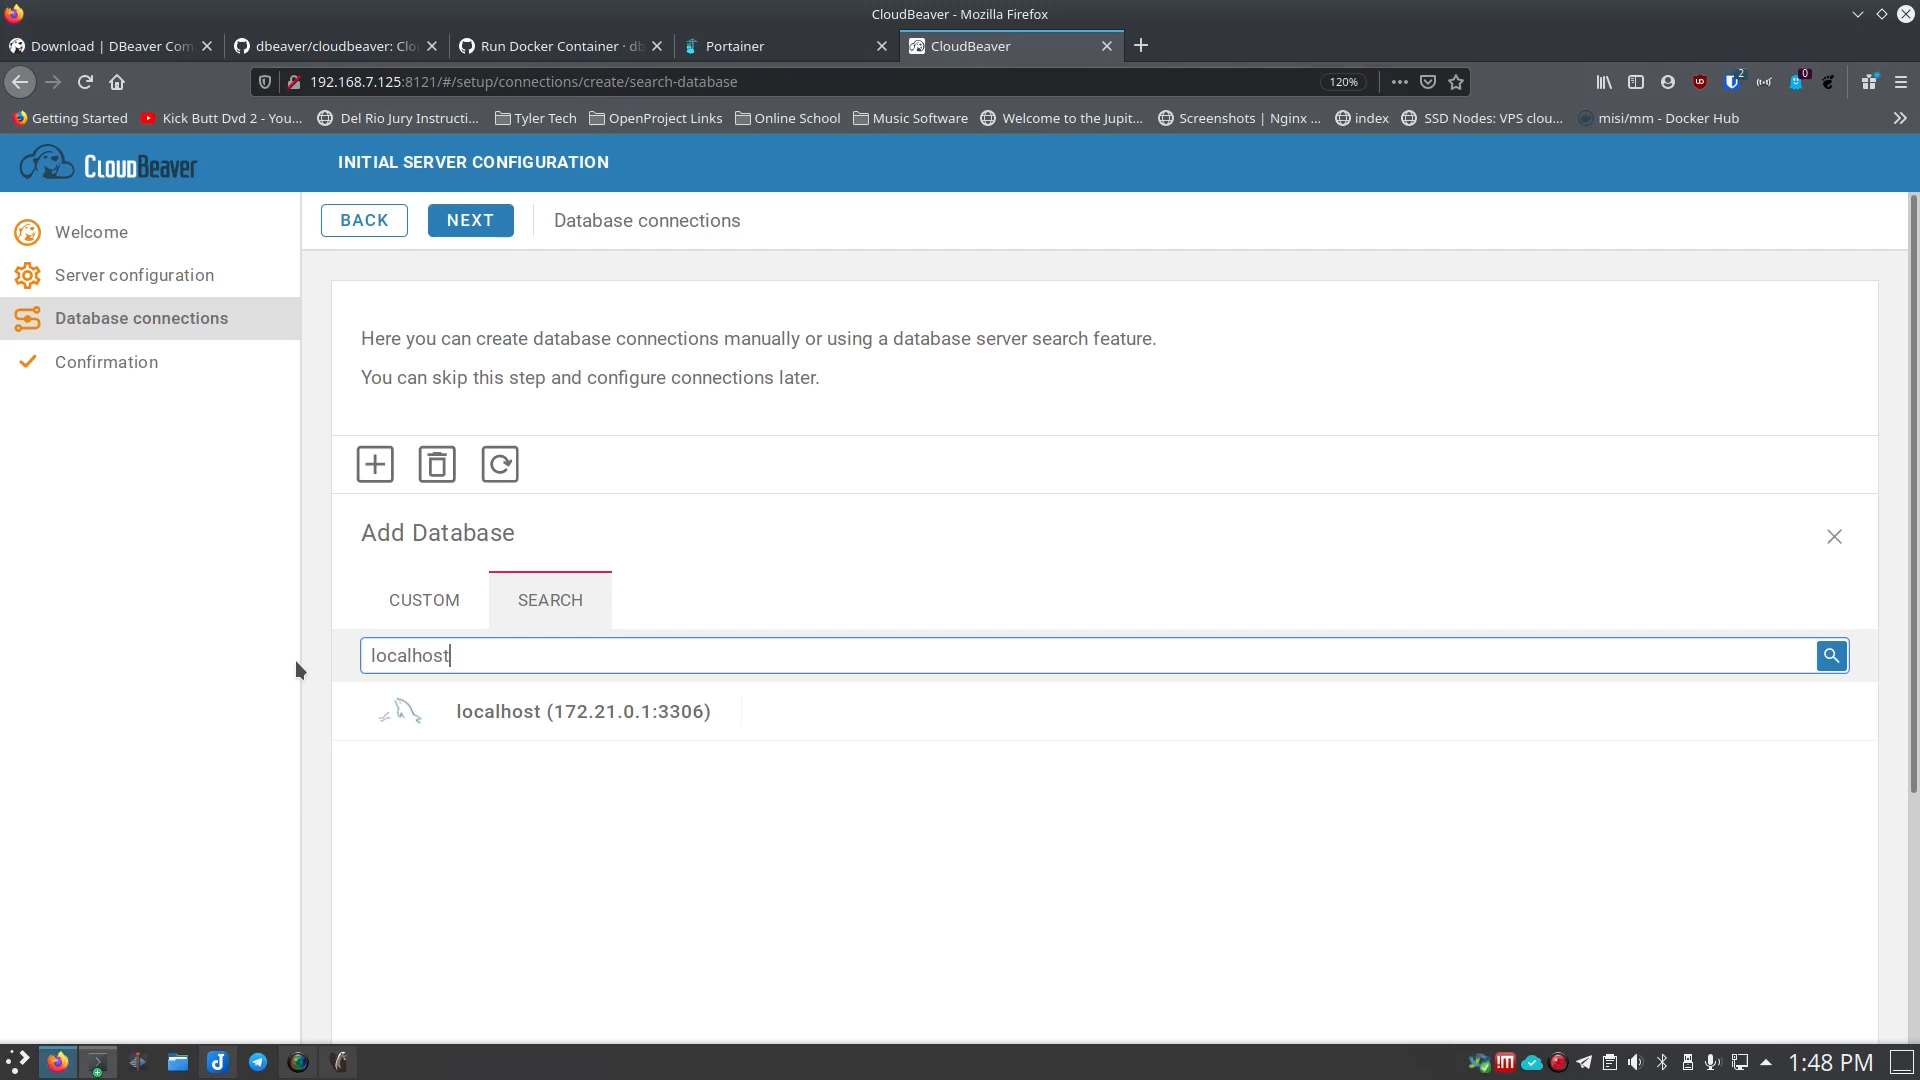 CloudBeaver - Mozilla Firefox
Download | DBeaver Com
dbeaver/cloudbeaver: Clo
Run Docker Container · db
Portainer
CloudBeaver
192.168.7.125:8121/#/setup/connections/create/search-database
120%
2
0
Getting Started
Kick Butt Dvd 2 - You...
Del Rio Jury Instructi...
Tyler Tech
OpenProject Links
Online School
Music Software
Welcome to the Jupit...
Screenshots | Nginx ...
index
SSD Nodes: VPS clou...
misi/mm - Docker Hub
CloudBeaver
INITIAL SERVER CONFIGURATION
Welcome
Server configuration
Database connections
Confirmation
BACK
NEXT
Database connections
Here you can create database connections manually or using a database server search feature.
You can skip this step and configure connections later.
Add Database
CUSTOM
SEARCH
localhost
localhost (172.21.0.1:3306)
1:48 PM